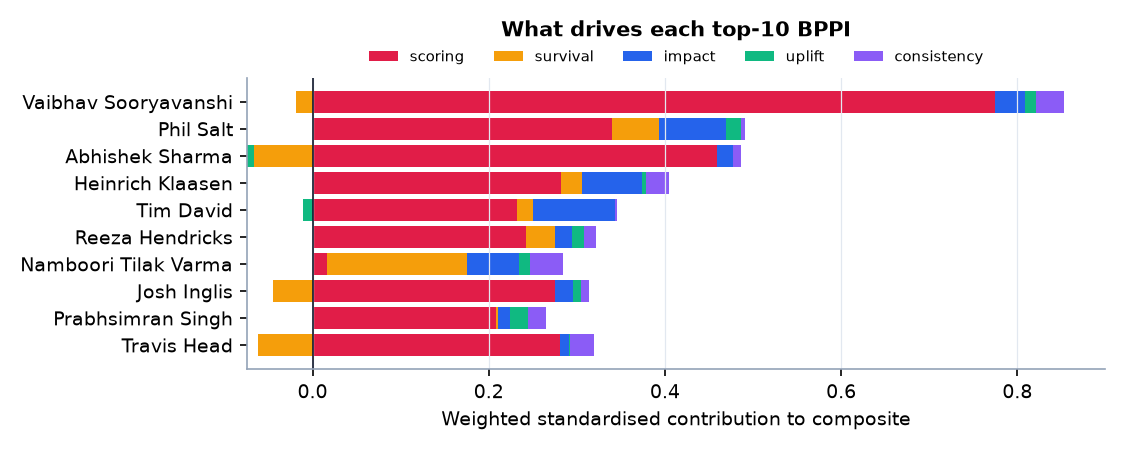 What drives each top-10 BPPI
scoring survival impact uplift consistency
Vaibhav Sooryavanshi
Phil Salt
Abhishek Sharma
Heinrich Klaasen
Tim David
Reeza Hendricks
Namboori Tilak Varma
Josh Inglis
Prabhsimran Singh
Travis Head
0.0 0.2 0.4 0.6 0.8
Weighted standardised contribution to composite